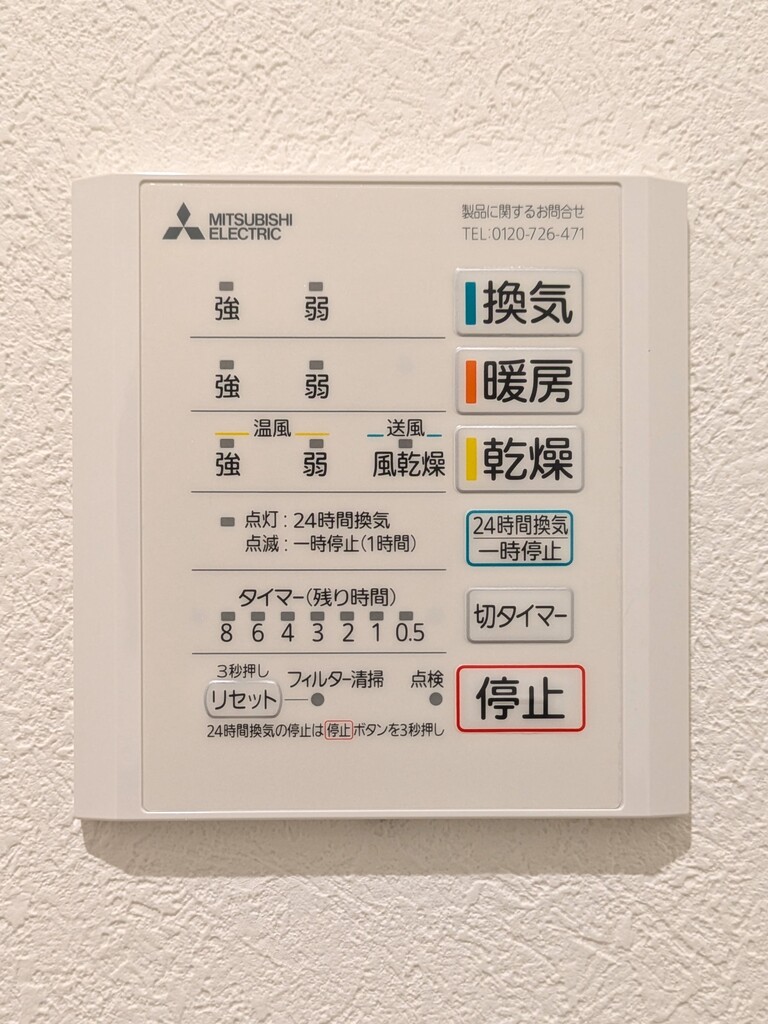 MITSUBISHI
ELECTRIC
製品に関するお問合せ
TEL:0120-726-471
強 弱 換気
強 弱 暖房
温風 送風
強 弱 風乾燥 乾燥
点灯:24時間換気
点滅:一時停止(1時間)
24時間換気
一時停止
タイマー(残り時間)
8 6 4 3 2 1 0.5
切タイマー
3秒押し
リセット フィルター清掃 点検
停止
24時間換気の停止は停止ボタンを3秒押し